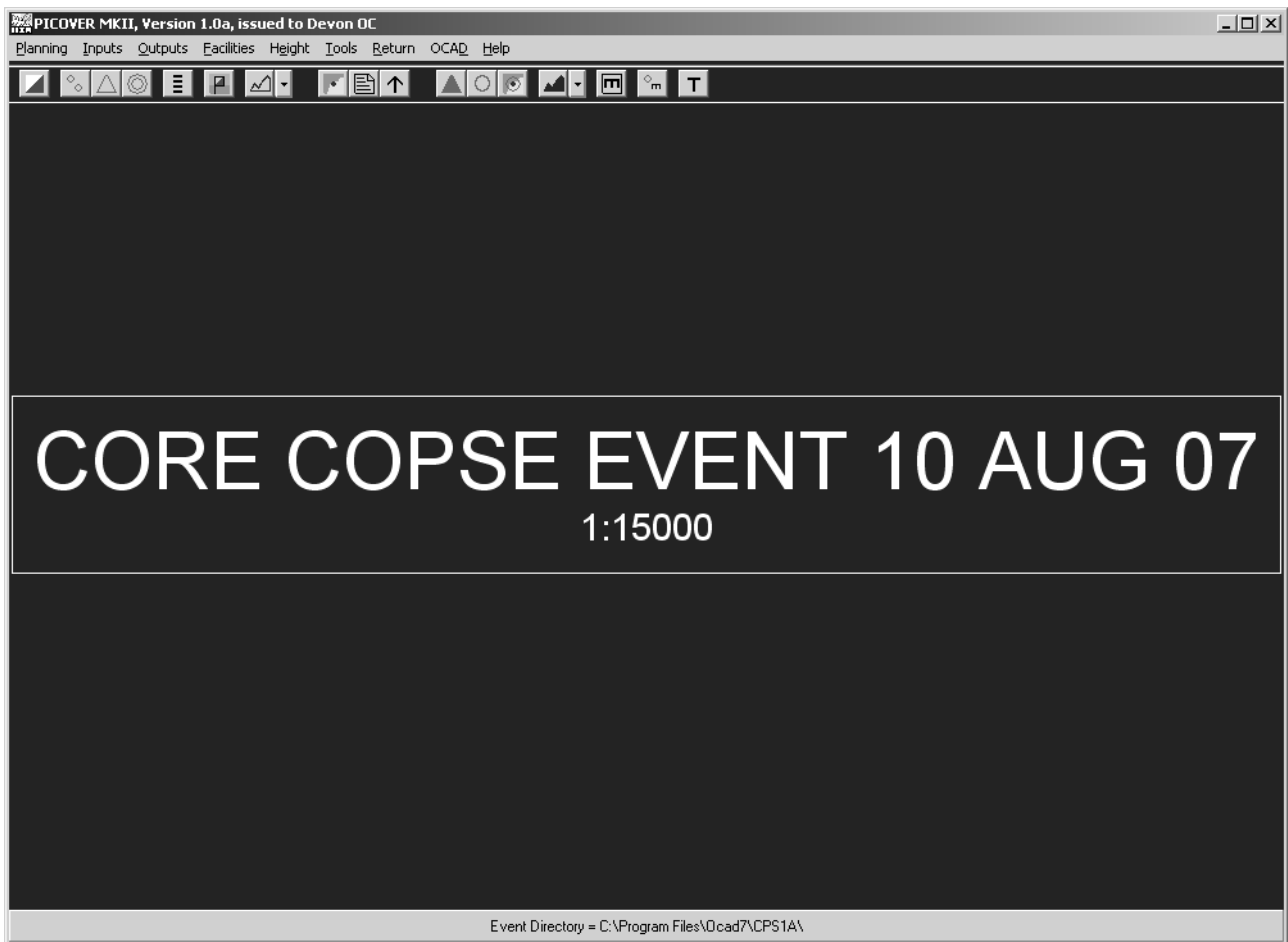 PICOVER MKII, Version 1.0a, issued to Devon OC
Planning Inputs Outputs Facilities Height Tools Return OCAD Help
m m T
CORE COPSE EVENT 10 AUG 07
1:15000
Event Directory = C:\Program Files\Ocad7\CPS1A\